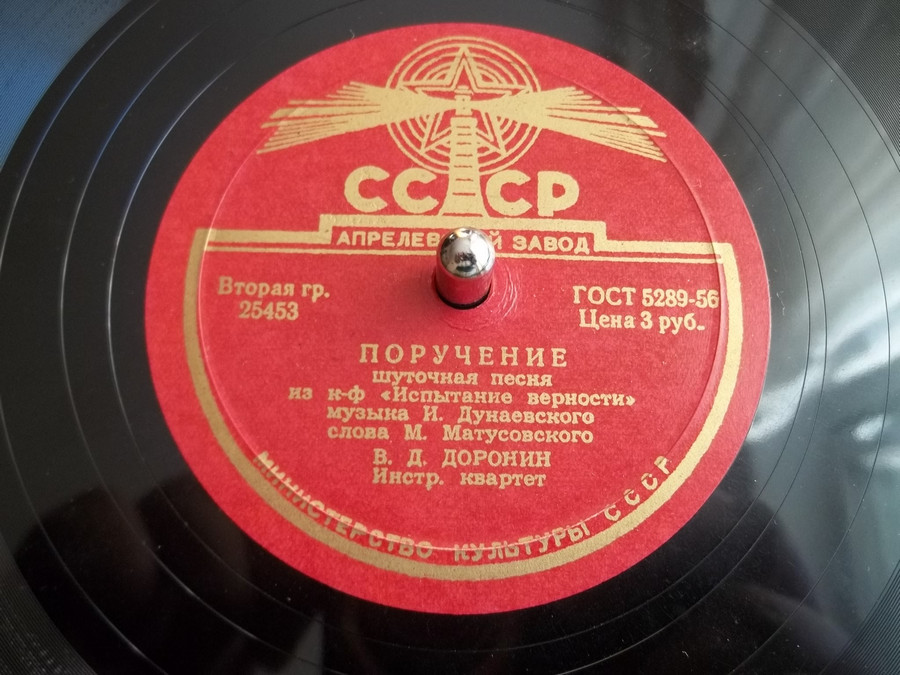 СССР
АПРЕЛЕВСКИЙ ЗАВОД
Вторая гр.
25453
ГОСТ 5289-56
Цена 3 руб.
ПОРУЧЕНИЕ
шуточная песня
из к-ф «Испытание верности»
музыка И. Дунаевского
слова М. Матусовского
В. Д. ДОРОНИН
Инстр. квартет
МИНИСТЕРСТВО КУЛЬТУРЫ СССР